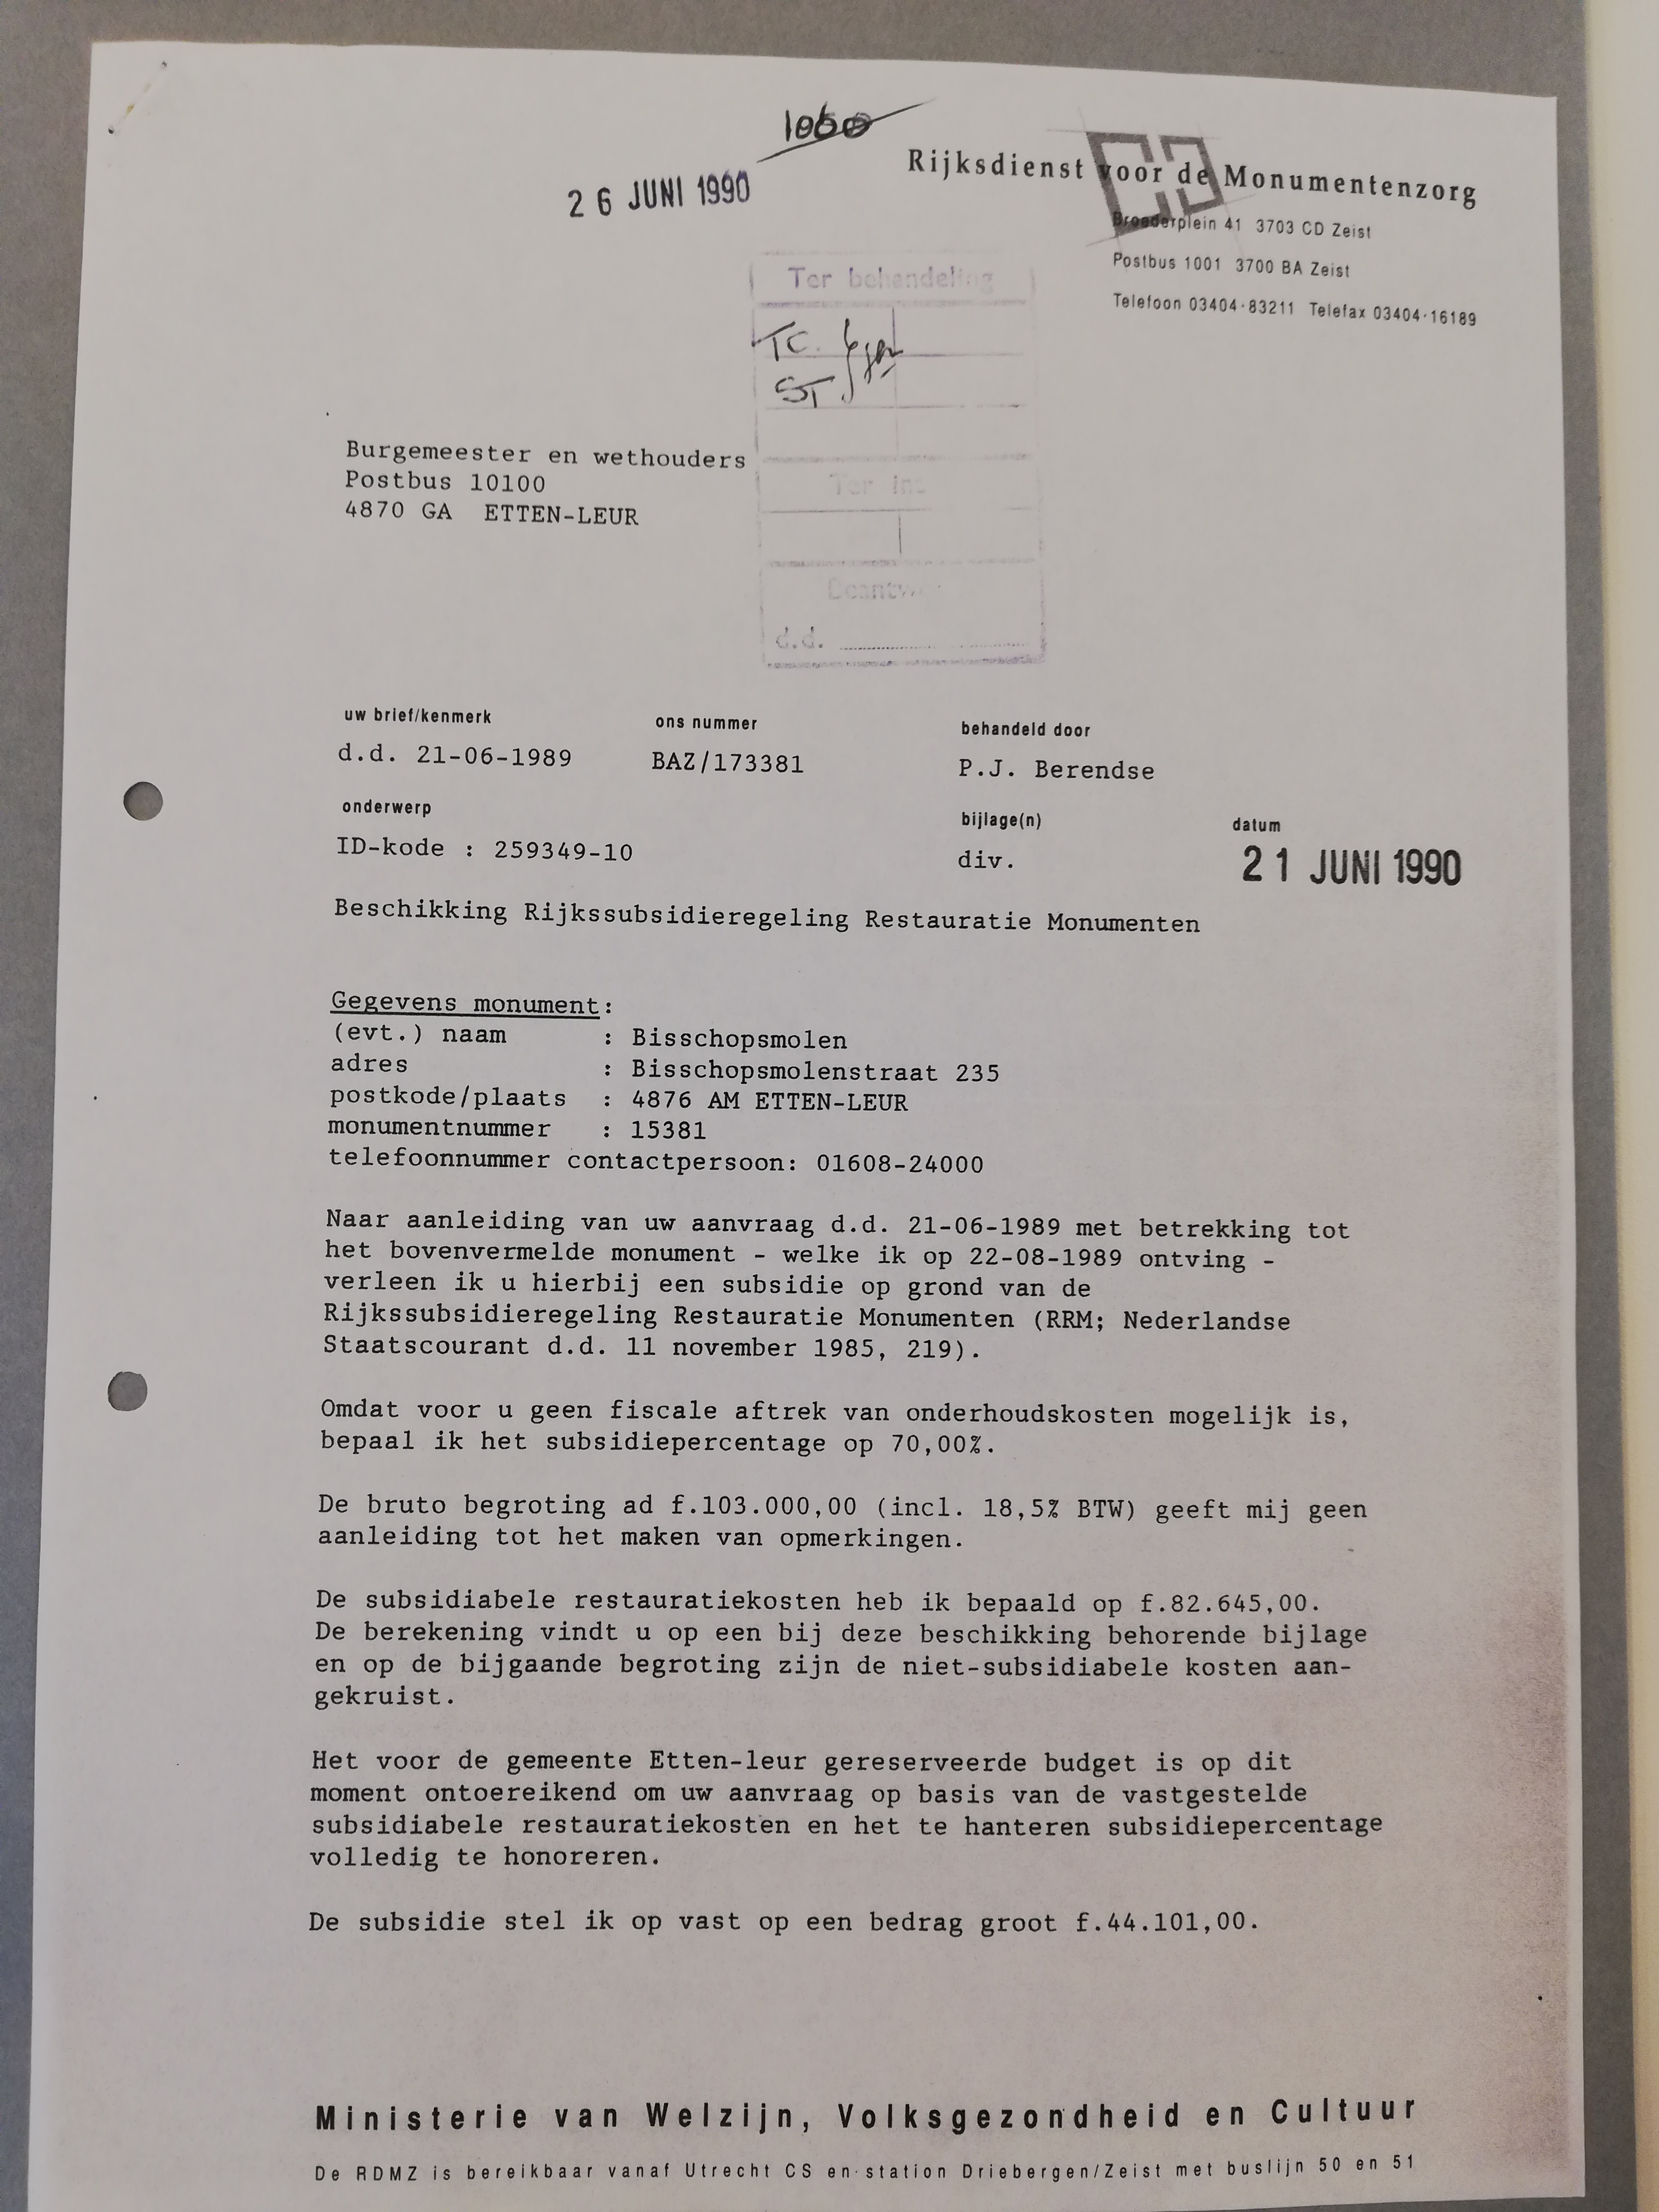 1060
26 JUNI 1990
Rijksdienst voor de Monumentenzorg
Broederplein 41 3703 CD Zeist
Postbus 1001 3700 BA Zeist
Telefoon 03404·83211 Telefax 03404·16189
Ter behandeling
TC.
ST
Burgemeester en wethouders
Postbus 10100
4870 GA ETTEN-LEUR
Ter
d.d.
uw brief/kenmerk ons nummer behandeld door
d.d. 21-06-1989 BAZ/173381 P.J. Berendse
onderwerp bijlage(n) datum
ID-kode : 259349-10 div. 21 JUNI 1990
Beschikking Rijkssubsidieregeling Restauratie Monumenten
Gegevens monument:
(evt.) naam : Bisschopsmolen
adres : Bisschopsmolenstraat 235
postkode/plaats : 4876 AM ETTEN-LEUR
monumentnummer : 15381
telefoonnummer contactpersoon: 01608-24000
Naar aanleiding van uw aanvraag d.d. 21-06-1989 met betrekking tot
het bovenvermelde monument - welke ik op 22-08-1989 ontving -
verleen ik u hierbij een subsidie op grond van de
Rijkssubsidieregeling Restauratie Monumenten (RRM; Nederlandse
Staatscourant d.d. 11 november 1985, 219).
Omdat voor u geen fiscale aftrek van onderhoudskosten mogelijk is,
bepaal ik het subsidiepercentage op 70,00%.
De bruto begroting ad f.103.000,00 (incl. 18,5% BTW) geeft mij geen
aanleiding tot het maken van opmerkingen.
De subsidiabele restauratiekosten heb ik bepaald op f.82.645,00.
De berekening vindt u op een bij deze beschikking behorende bijlage
en op de bijgaande begroting zijn de niet-subsidiabele kosten aan-
gekruist.
Het voor de gemeente Etten-leur gereserveerde budget is op dit
moment ontoereikend om uw aanvraag op basis van de vastgestelde
subsidiabele restauratiekosten en het te hanteren subsidiepercentage
volledig te honoreren.
De subsidie stel ik op vast op een bedrag groot f.44.101,00.
Ministerie van Welzijn, Volksgezondheid en Cultuur
De RDMZ is bereikbaar vanaf Utrecht CS en station Driebergen/Zeist met buslijn 50 en 51